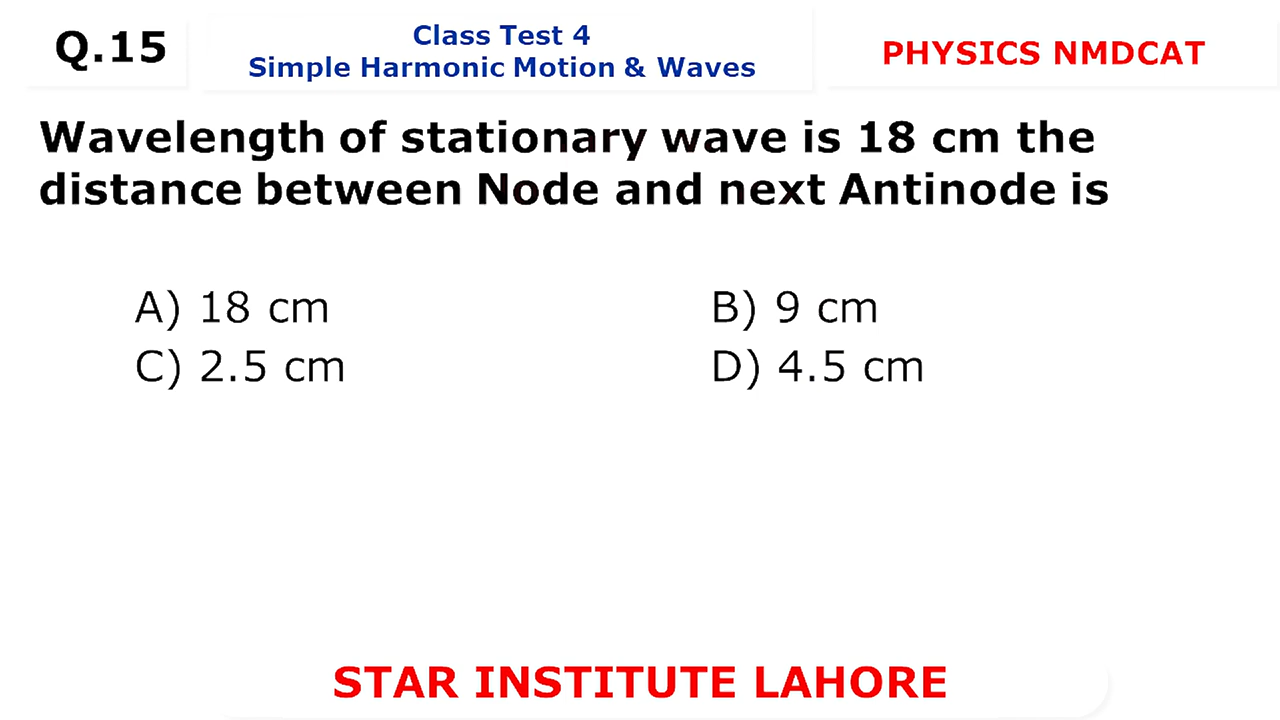 Q.15
Class Test 4
Simple Harmonic Motion & Waves
PHYSICS NMDCAT
Wavelength of stationary wave is 18 cm the
distance between Node and next Antinode is
A) 18 cm
B) 9 cm
C) 2.5 cm
D) 4.5 cm
STAR INSTITUTE LAHORE